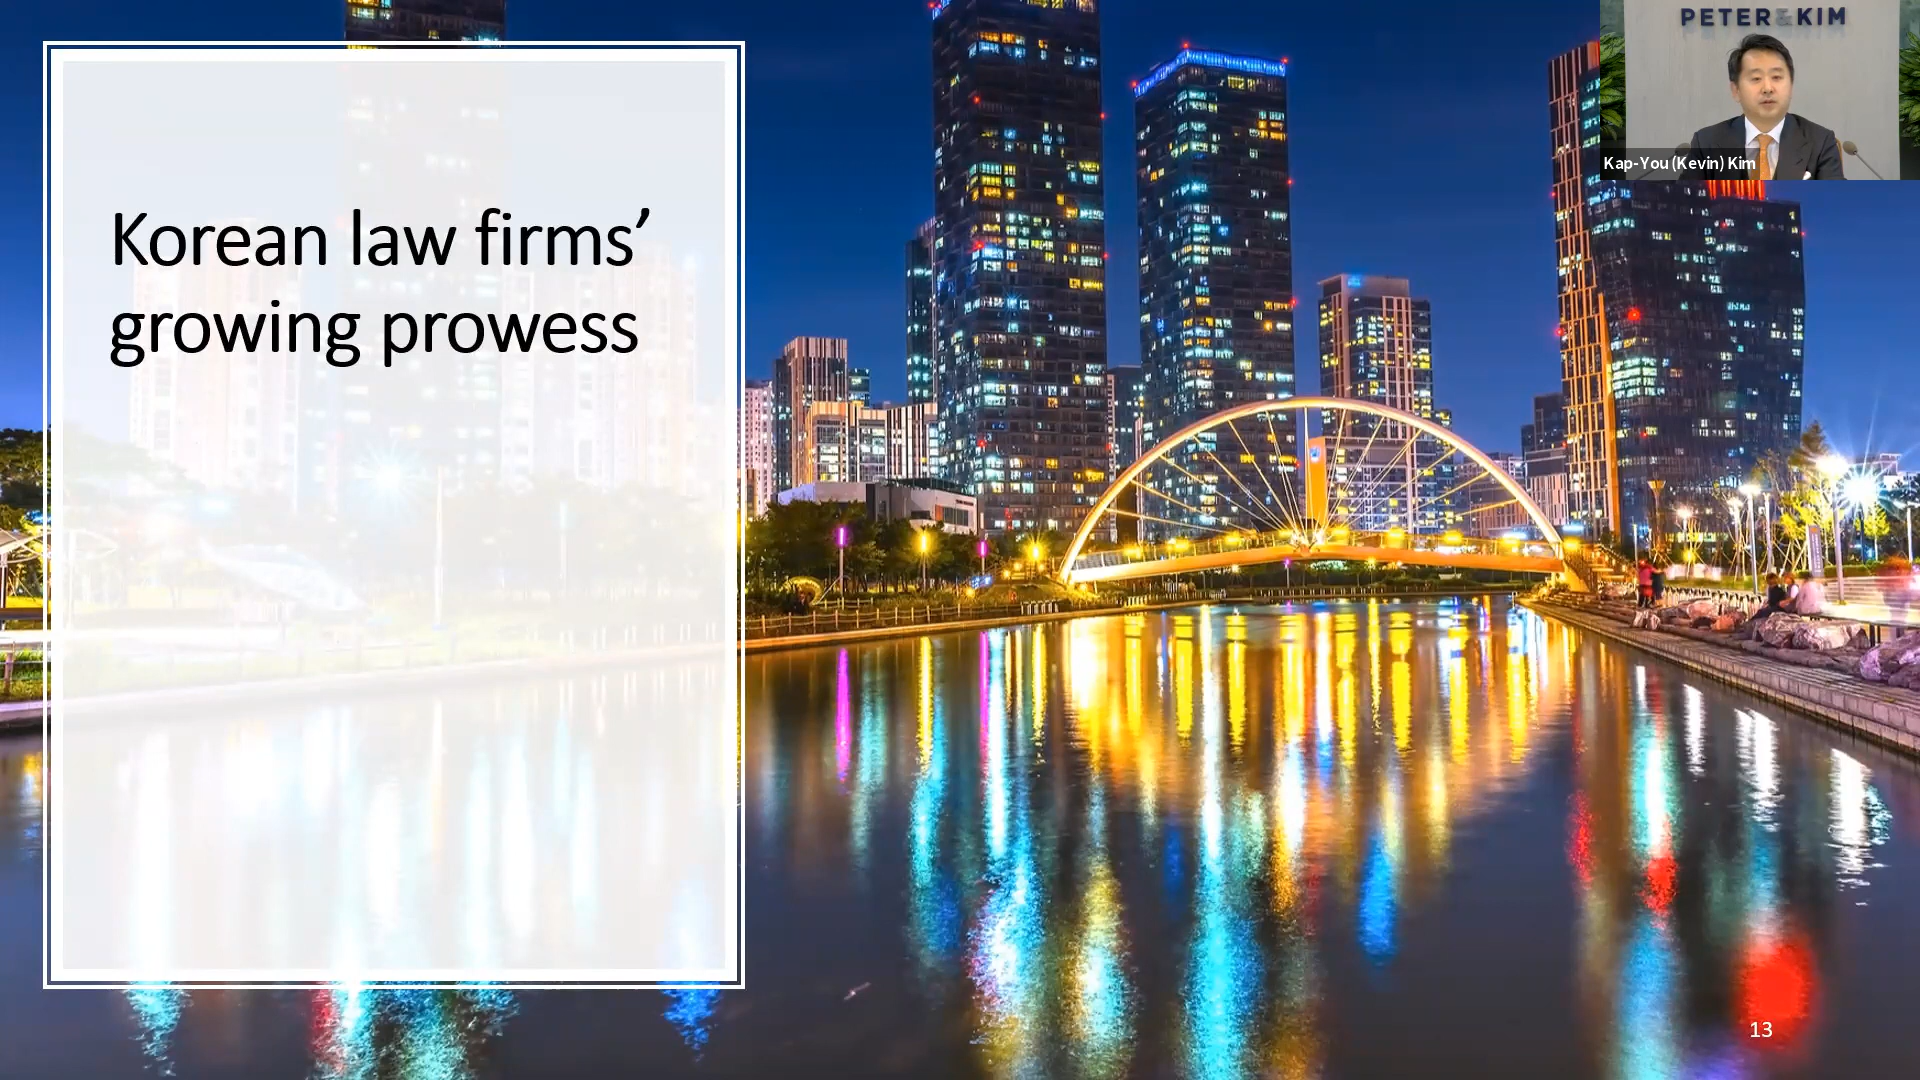 PETER&KIM
Kap-You (Kevin) Kim
Korean law firms’
growing prowess
13